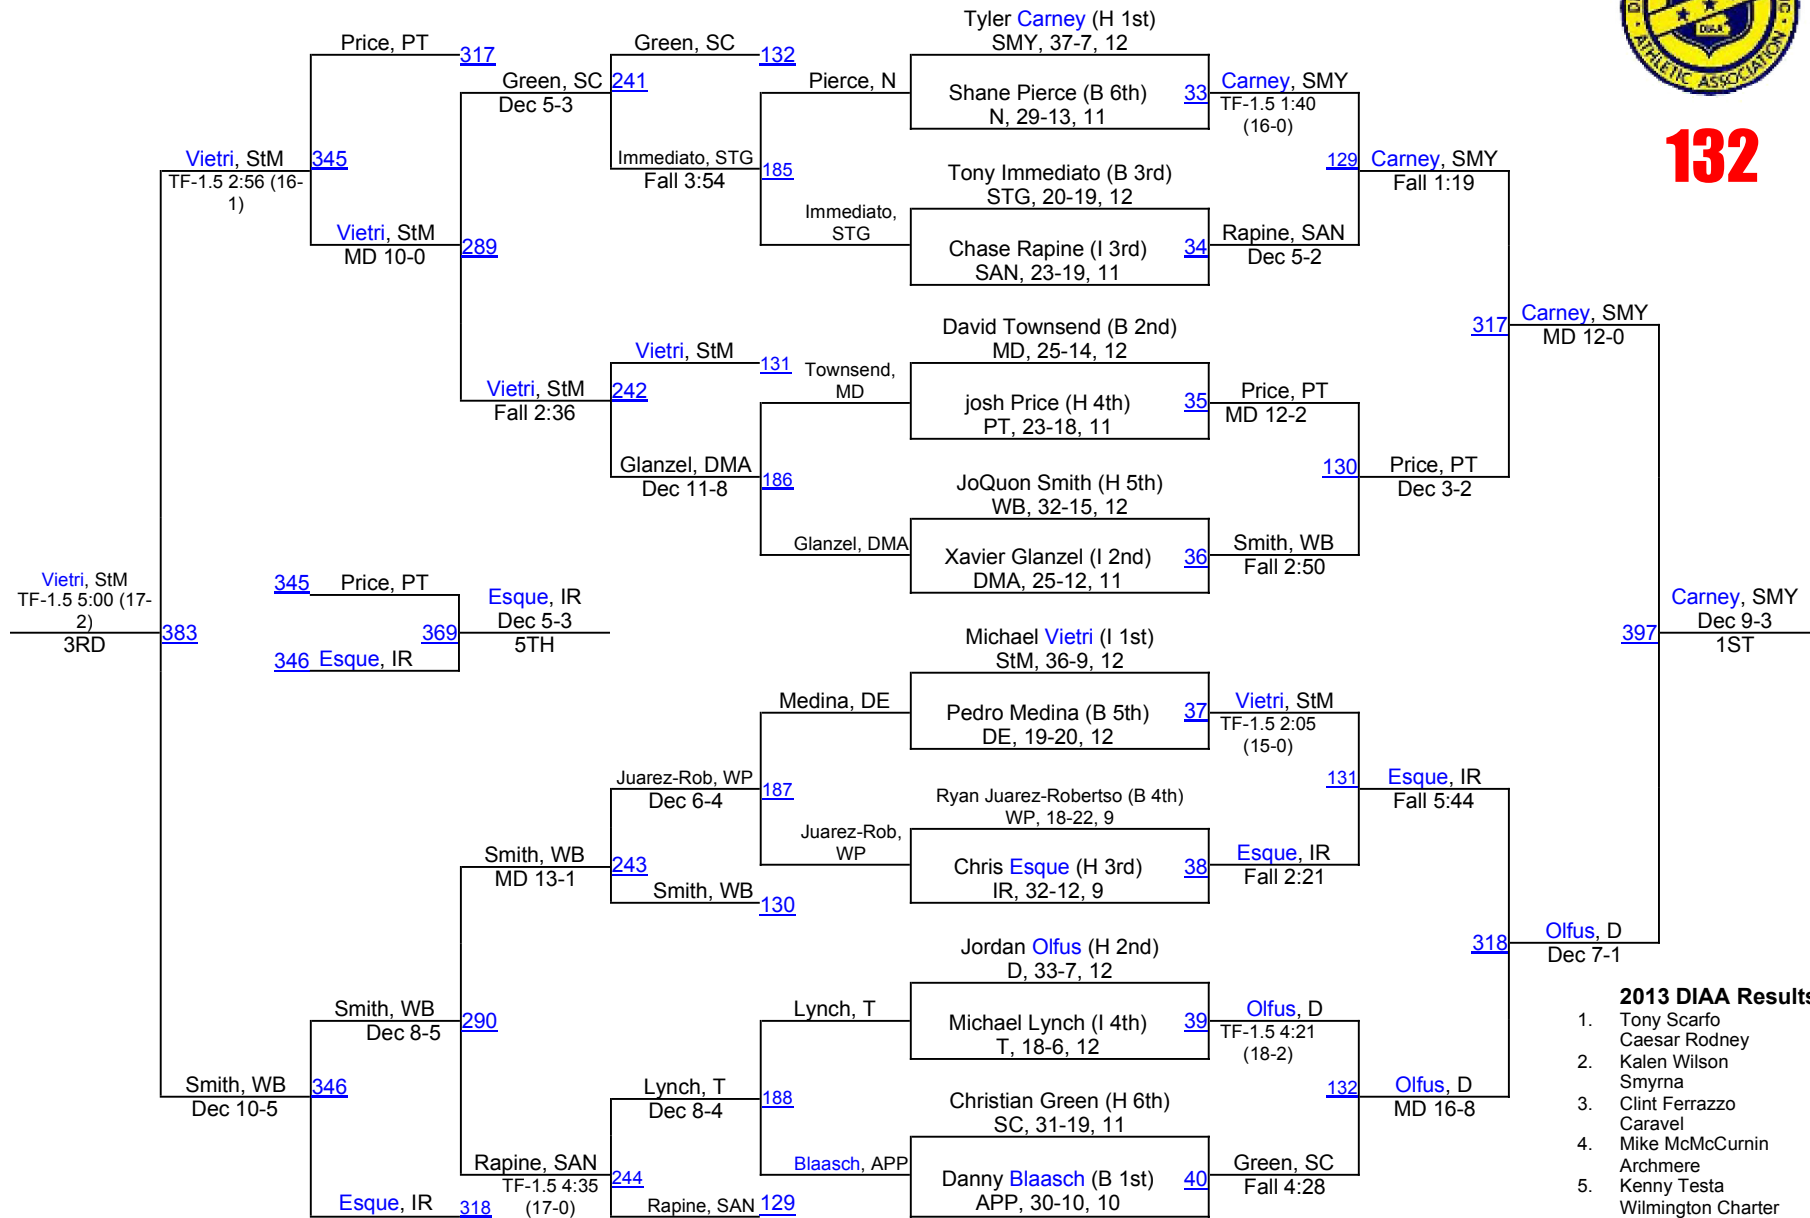 Tyler Carney (H 1st)
SMY, 37-7, 12
Shane Pierce (B 6th)
N, 29-13, 11
Tony Immediato (B 3rd)
STG, 20-19, 12
Chase Rapine (I 3rd)
SAN, 23-19, 11
David Townsend (B 2nd)
MD, 25-14, 12
josh Price (H 4th)
PT, 23-18, 11
JoQuon Smith (H 5th)
WB, 32-15, 12
Xavier Glanzel (I 2nd)
DMA, 25-12, 11
Michael Vietri (I 1st)
StM, 36-9, 12
Pedro Medina (B 5th)
DE, 19-20, 12
Ryan Juarez-Robertso (B 4th)
WP, 18-22, 9
Chris Esque (H 3rd)
IR, 32-12, 9
Jordan Olfus (H 2nd)
D, 33-7, 12
Michael Lynch (I 4th)
T, 18-6, 12
Christian Green (H 6th)
SC, 31-19, 11
Danny Blaasch (B 1st)
APP, 30-10, 10
33
Carney, SMY
TF-1.5 1:40
(16-0)
34
Rapine, SAN
Dec 5-2
35
Price, PT
MD 12-2
36
Smith, WB
Fall 2:50
37
Vietri, StM
TF-1.5 2:05
(15-0)
38
Esque, IR
Fall 2:21
39
Olfus, D
TF-1.5 4:21
(18-2)
40
Green, SC
Fall 4:28
129
Carney, SMY
Fall 1:19
130
Price, PT
Dec 3-2
131
Esque, IR
Fall 5:44
132
Olfus, D
MD 16-8
317
Carney, SMY
MD 12-0
318
Olfus, D
Dec 7-1
397
Carney, SMY
Dec 9-3
1ST
Pierce, N
Immediato,
STG
185
Townsend,
MD
Glanzel, DMA
186
Medina, DE
Juarez-Rob,
WP
187
Lynch, T
Blaasch, APP
188
Green, SC
132
Immediato, STG
Fall 3:54
241
Vietri, StM
131
Glanzel, DMA
Dec 11-8
242
Juarez-Rob, WP
Dec 6-4
243
Smith, WB
130
Lynch, T
Dec 8-4
244
Rapine, SAN
129
Green, SC
Dec 5-3
289
Vietri, StM
Fall 2:36
Smith, WB
MD 13-1
290
Rapine, SAN
TF-1.5 4:35
(17-0)
Price, PT
317
345
Vietri, StM
MD 10-0
Smith, WB
Dec 8-5
346
Esque, IR
318
Vietri, StM
TF-1.5 2:56 (16-
1)
Smith, WB
Dec 10-5
383
Vietri, StM
TF-1.5 5:00 (17-
2)
3RD
345
Price, PT
346
Esque, IR
369
Esque, IR
Dec 5-3
5TH
DIAA
ATHLETIC ASSOCIATION
132
2013 DIAA Results
1. Tony Scarfo
Caesar Rodney
2. Kalen Wilson
Smyrna
3. Clint Ferrazzo
Caravel
4. Mike McMcCurnin
Archmere
5. Kenny Testa
Wilmington Charter